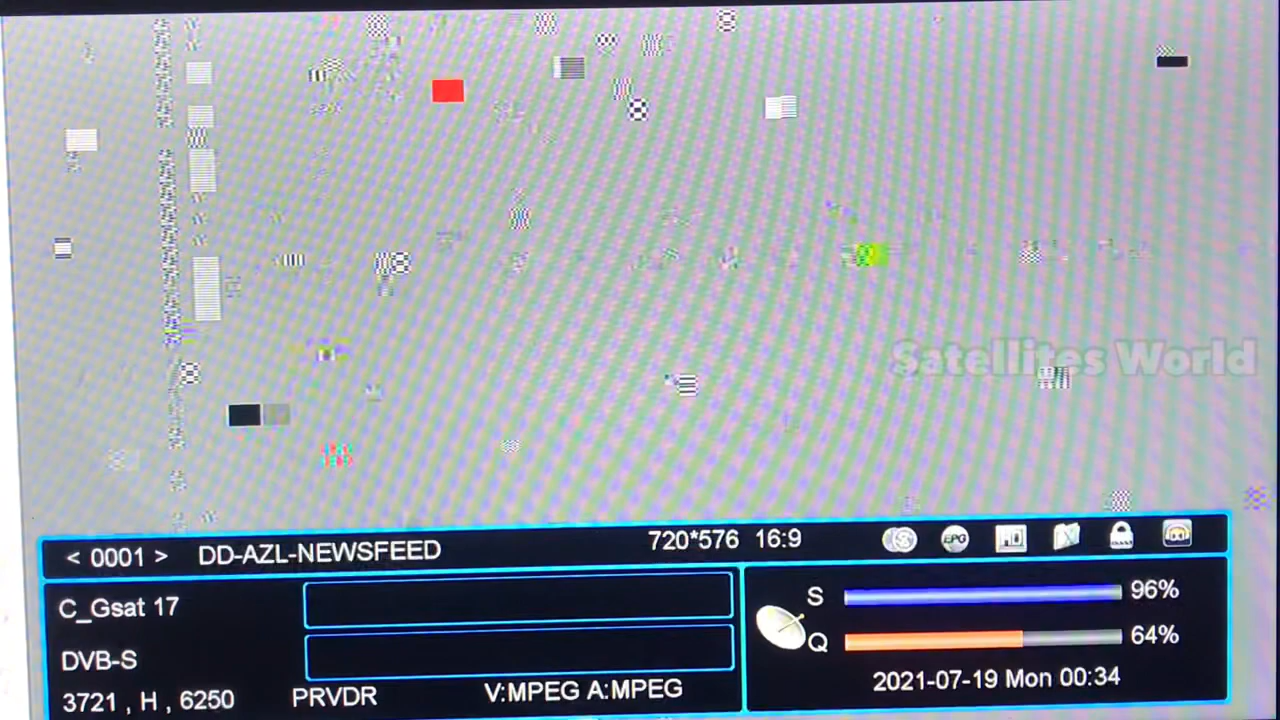 Satellites World
< 0001 > DD-AZL-NEWSFEED 720*576 16:9
EPG
C_Gsat 17
S 96%
DVB-S
Q 64%
3721 , H , 6250 PRVDR V:MPEG A:MPEG
2021-07-19 Mon 00:34